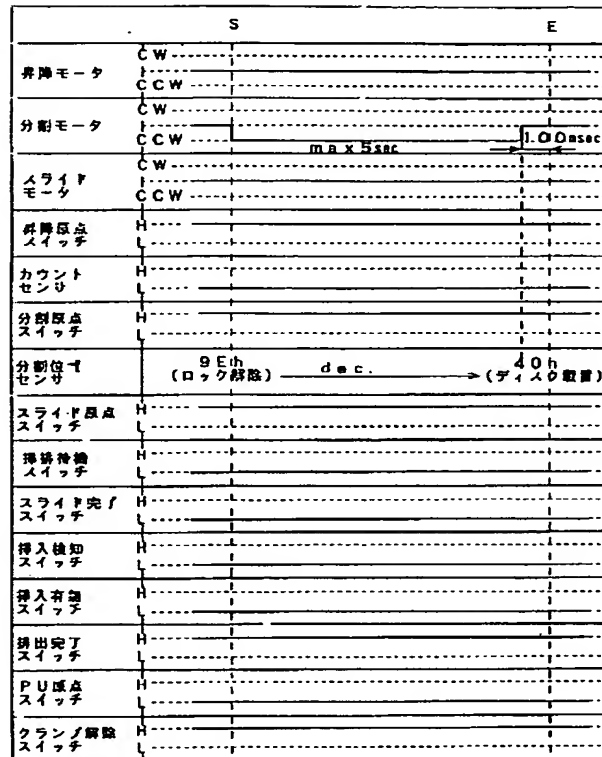 S E
昇降モータ CW
CCW
分割モータ CW
CCW max5sec 100msec
スライド
モータ
CW
CCW
昇降原点
スイッチ
H
L
カウント
センサ
H
L
分割原点
スイッチ
H
L
分割位置
センサ
9Eh dec. 40h
(ロック解除) (ディスク載置)
スライド原点
スイッチ
H
L
挿排待機
スイッチ
H
L
スライド完了
スイッチ
H
L
挿入検知
スイッチ
H
L
挿入有無
スイッチ
H
L
排出完了
スイッチ
H
L
PU原点
スイッチ
H
L
クランプ解除
スイッチ
H
L